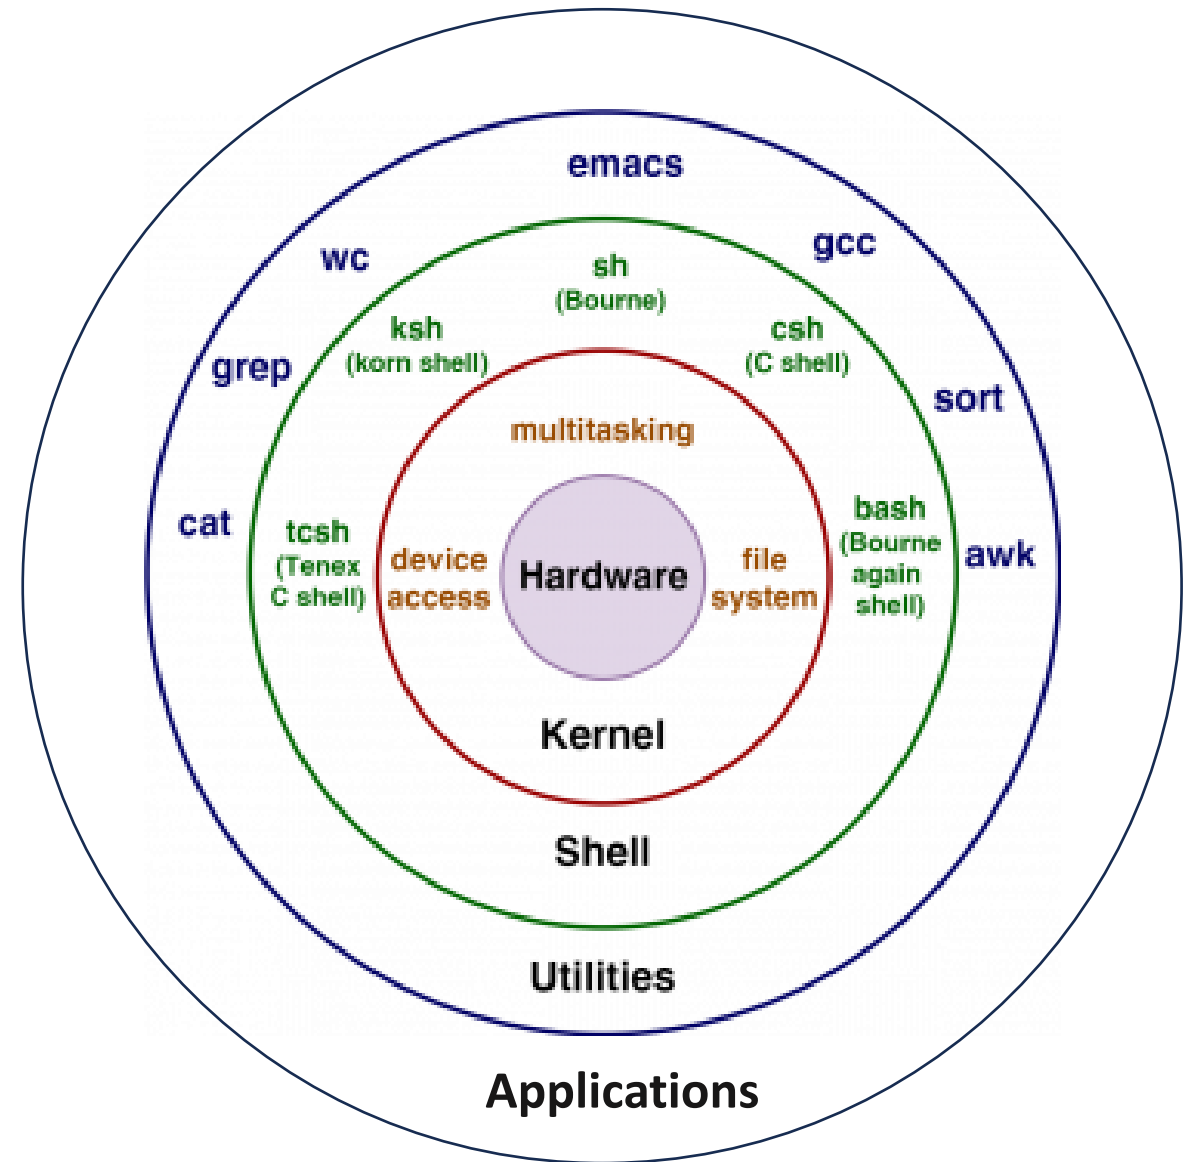 emacs
gcc
wc
sh
(Bourne)
ksh
(korn shell)
csh
(C shell)
grep
sort
multitasking
cat
tcsh
(Tenex
C shell)
device
access
Hardware
file
system
bash
(Bourne
again
shell)
awk
Kernel
Shell
Utilities
Applications